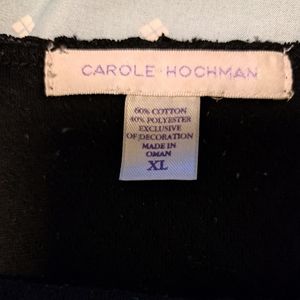 CAROLE HOCHMAN
60% COTTON
40% POLYESTER
EXCLUSIVE
OF DECORATION
MADE IN
OMAN
XL